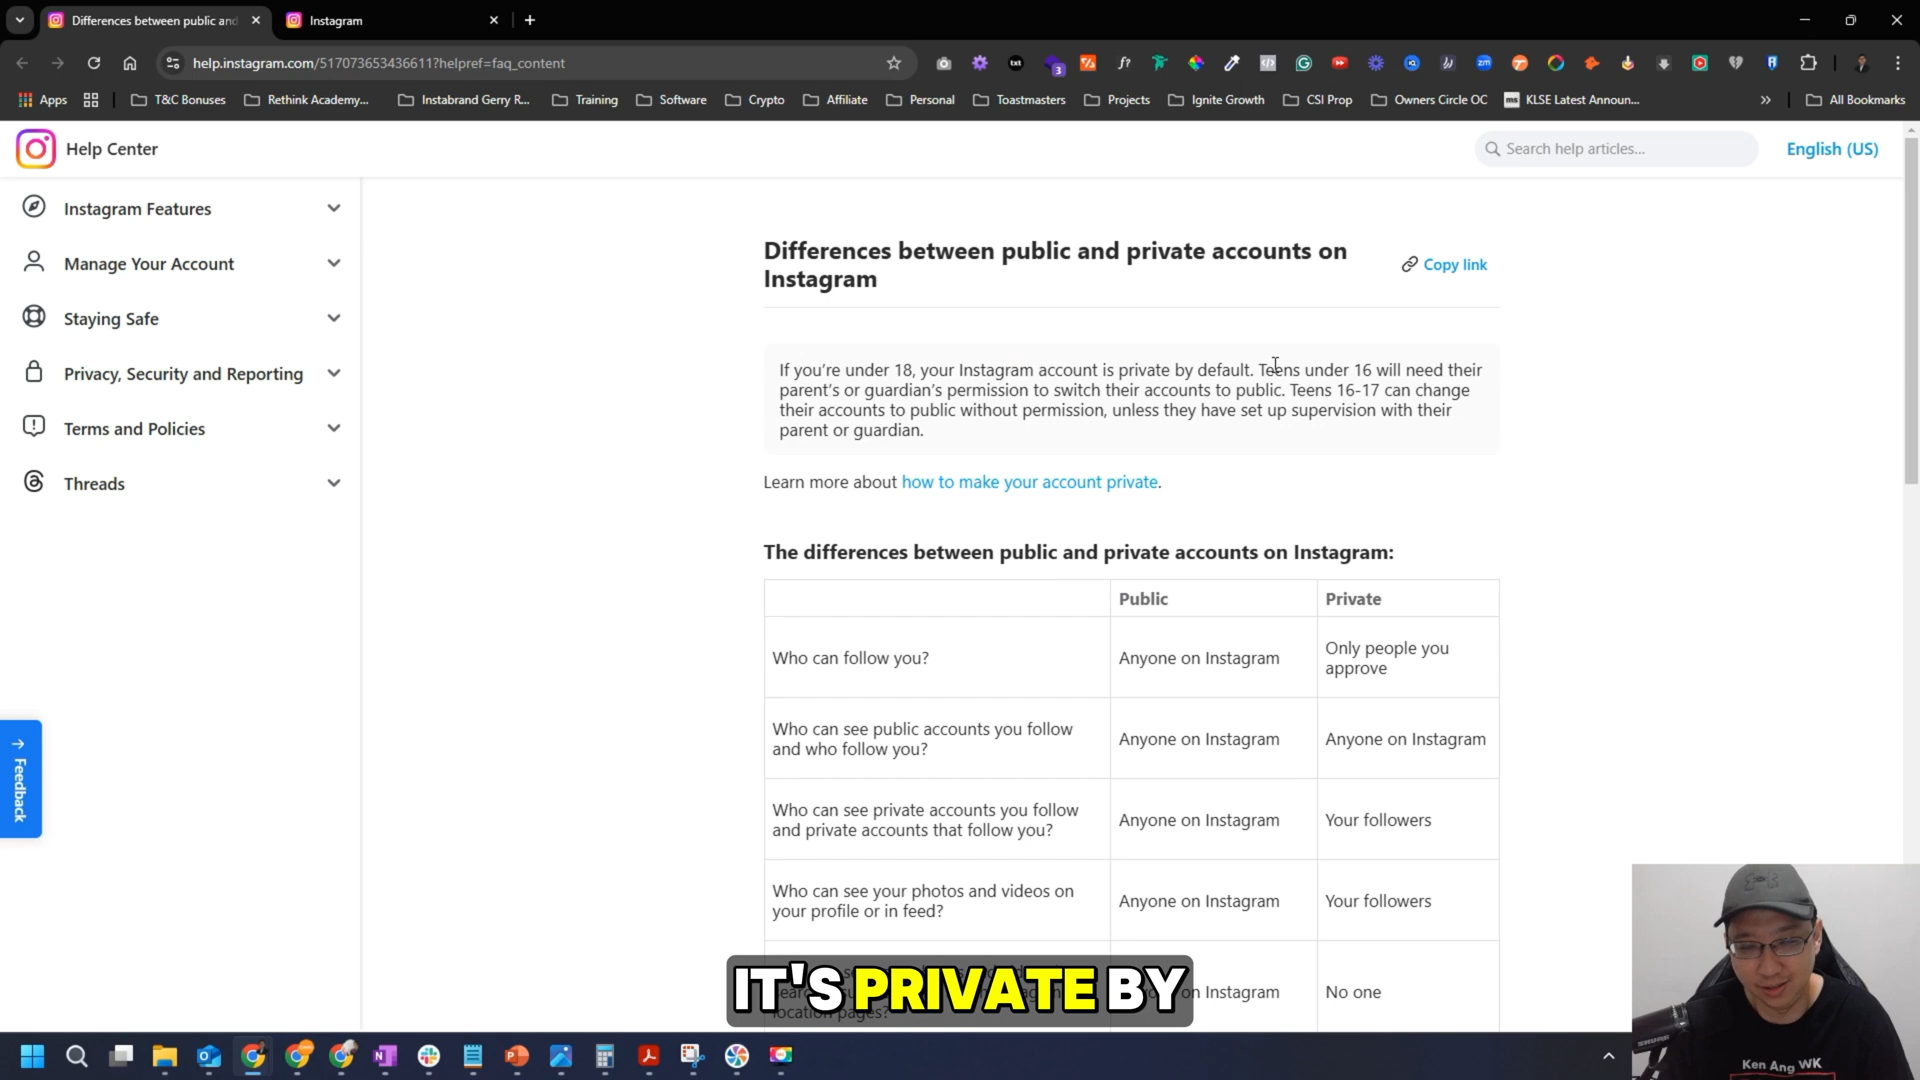 Differences between public and
Instagram
help.instagram.com/517073653436611?helpref=faq_content
Apps
T&C Bonuses
Rethink Academy...
Instabrand Gerry R...
Training
Software
Crypto
Affiliate
Personal
Toastmasters
Projects
Ignite Growth
CSI Prop
Owners Circle OC
KLSE Latest Announ...
All Bookmarks
Help Center
Search help articles...
English (US)
Instagram Features
Manage Your Account
Staying Safe
Privacy, Security and Reporting
Terms and Policies
Threads
Feedback
Differences between public and private accounts on
Instagram
Copy link
If you're under 18, your Instagram account is private by default. Teens under 16 will need their
parent's or guardian's permission to switch their accounts to public. Teens 16-17 can change
their accounts to public without permission, unless they have set up supervision with their
parent or guardian.
Learn more about how to make your account private.
The differences between public and private accounts on Instagram:
Public
Private
Who can follow you?
Anyone on Instagram
Only people you
approve
Who can see public accounts you follow
and who follow you?
Anyone on Instagram
Anyone on Instagram
Who can see private accounts you follow
and private accounts that follow you?
Anyone on Instagram
Your followers
Who can see your photos and videos on
your profile or in feed?
Anyone on Instagram
Your followers
on Instagram
No one
location pages?
IT'S PRIVATE BY
Ken Ang WK